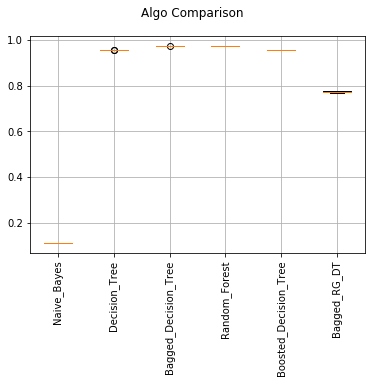 Algo Comparison
1.0
0.8
0.6
0.4
0.2
Naive_Bayes
Decision_Tree
Bagged_Decision_Tree
Random_Forest
Boosted_Decision_Tree
Bagged_RG_DT